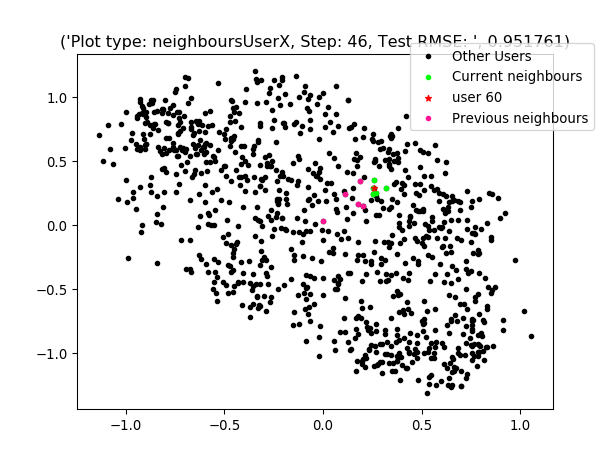 ('Plot type: neighboursUserX, Step: 46, Test RMSE: ', 0.951761)
Other Users
Current neighbours
user 60
Previous neighbours
1.0
0.5
0.0
−0.5
−1.0
−1.0 −0.5 0.0 0.5 1.0